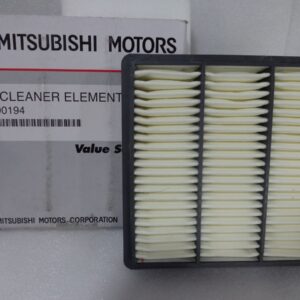 MITSUBISHI MOTORS
CLEANER ELEMENT
00194
Value S
MITSUBISHI MOTORS CORPORATION